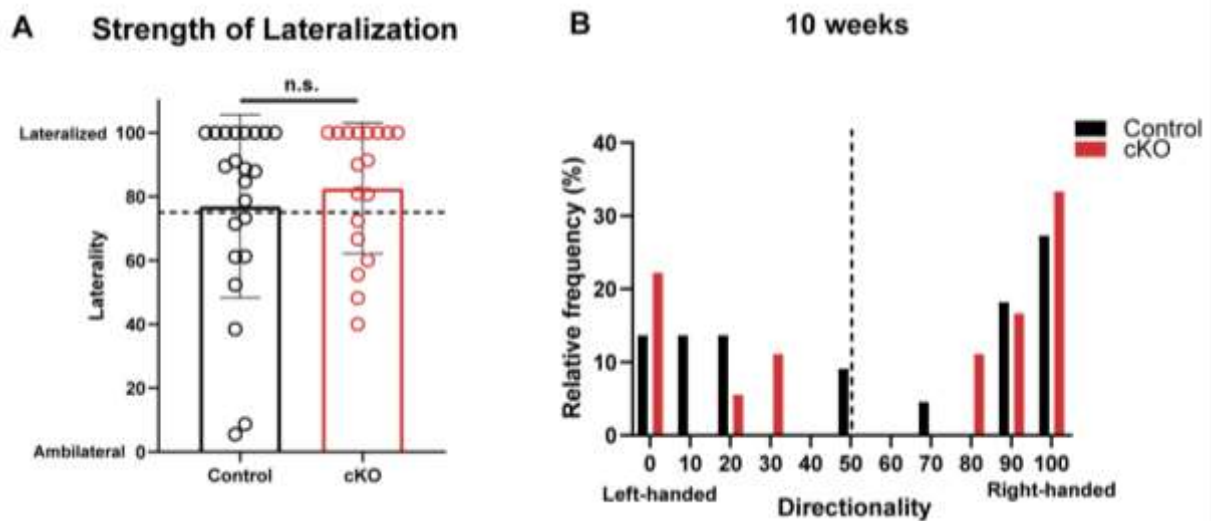 A Strength of Lateralization
n.s.
Lateralized 100
80
60
40
20
Ambilateral 0
Laterality
Control cKO
B 10 weeks
Control
cKO
40
30
20
10
0
Relative frequency (%)
0 10 20 30 40 50 60 70 80 90 100
Left-handed Directionality Right-handed